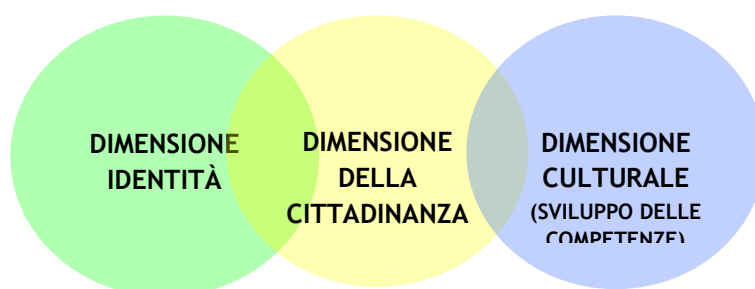 DIMENSIONE
IDENTITÀ
DIMENSIONE
DELLA
CITTADINANZA
DIMENSIONE
CULTURALE
(SVILUPPO DELLE
COMPETENZE)